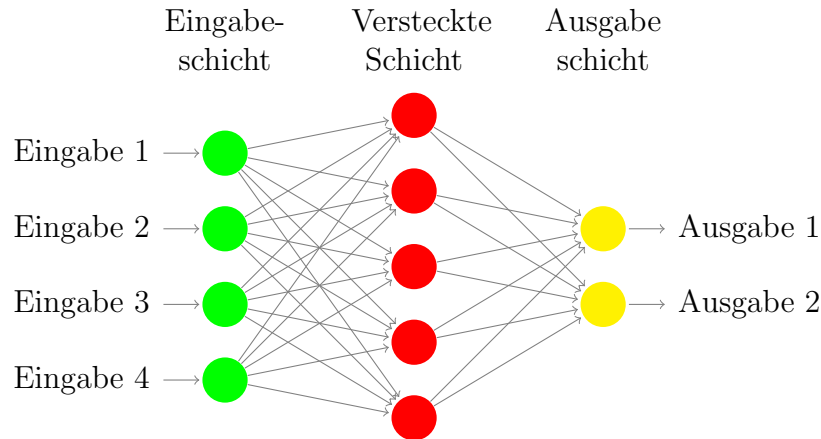 Eingabe-
schicht
Versteckte
Schicht
Ausgabe
schicht
Eingabe 1
Eingabe 2
Eingabe 3
Eingabe 4
Ausgabe 1
Ausgabe 2